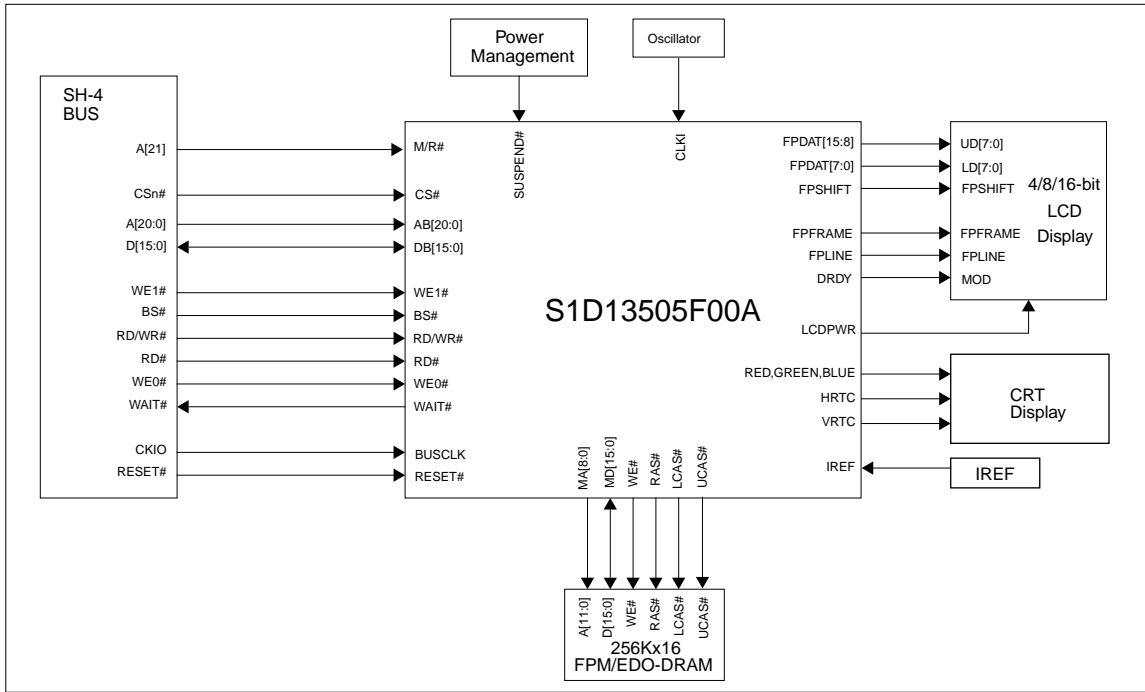 Power
Management
Oscillator
SH-4
BUS
A[21]
CSn#
A[20:0]
D[15:0]
WE1#
BS#
RD/WR#
RD#
WE0#
WAIT#
CKIO
RESET#
M/R#
CS#
AB[20:0]
DB[15:0]
WE1#
BS#
RD/WR#
RD#
WE0#
WAIT#
BUSCLK
RESET#
SUSPEND#
CLKI
S1D13505F00A
FPDAT[15:8]
FPDAT[7:0]
FPSHIFT
FPFRAME
FPLINE
DRDY
LCDPWR
RED,GREEN,BLUE
HRTC
VRTC
IREF
UD[7:0]
LD[7:0]
FPSHIFT
FPFRAME
FPLINE
MOD
4/8/16-bit
LCD
Display
CRT
Display
IREF
MA[8:0]
MD[15:0]
WE#
RAS#
LCAS#
UCAS#
A[11:0]
D[15:0]
WE#
RAS#
LCAS#
UCAS#
256Kx16
FPM/EDO-DRAM